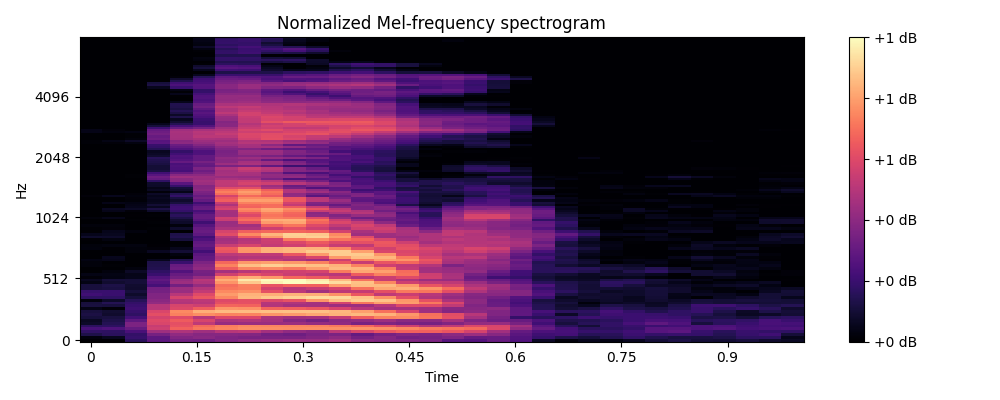 Normalized Mel-frequency spectrogram
Hz
4096
2048
1024
512
0
0 0.15 0.3 0.45 0.6 0.75 0.9
Time
+1 dB
+1 dB
+1 dB
+0 dB
+0 dB
+0 dB